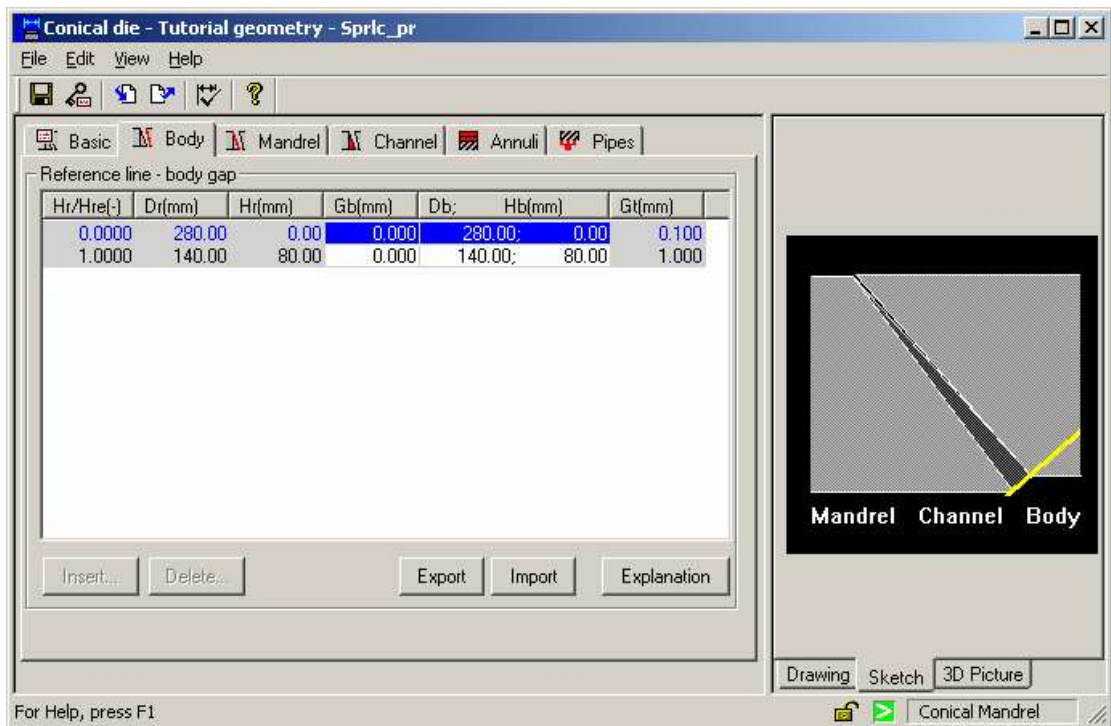 Conical die - Tutorial geometry - Sprlc_pr
File Edit View Help
Basic Body Mandrel Channel Annuli Pipes
Reference line - body gap
Hr/Hre(-) Dr(mm) Hr(mm) Gb(mm) Db; Hb(mm) Gt(mm)
0.0000 280.00 0.00 0.000 280.00; 0.00 0.100
1.0000 140.00 80.00 0.000 140.00; 80.00 1.000
Insert... Delete... Export Import Explanation
Mandrel Channel Body
Drawing Sketch 3D Picture
For Help, press F1 Conical Mandrel